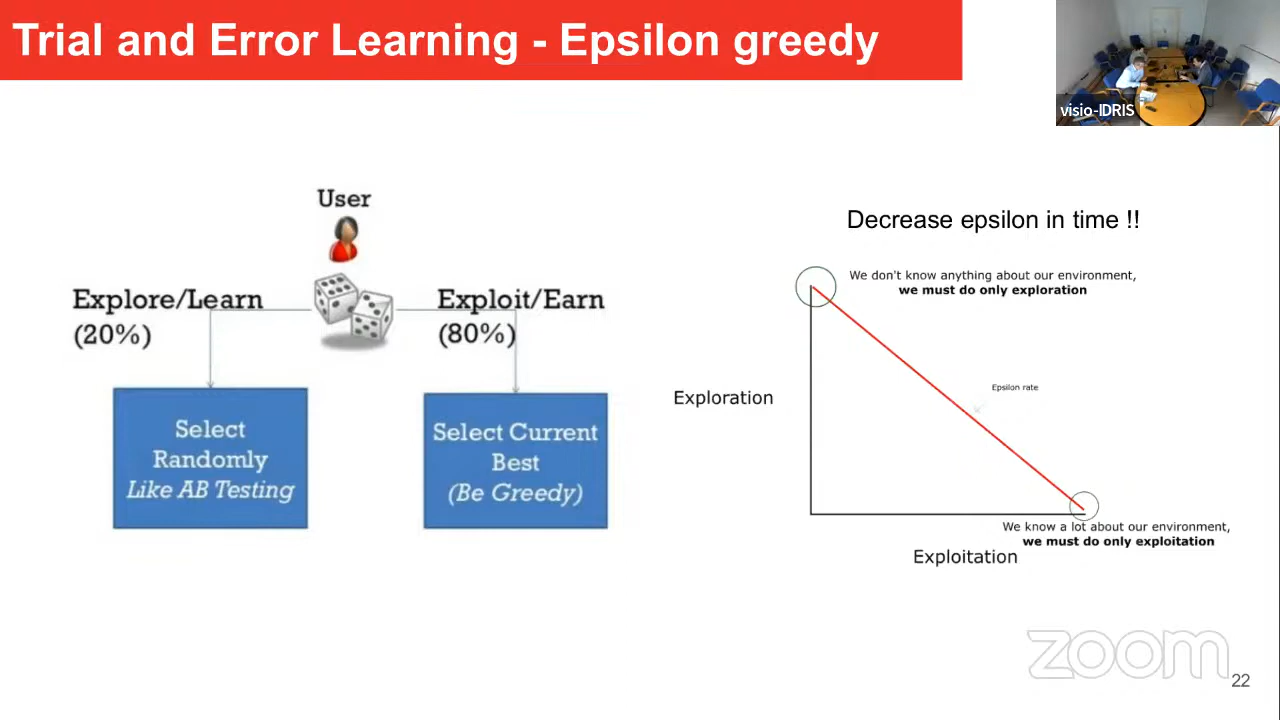 Trial and Error Learning - Epsilon greedy
visio-IDRIS
User
Explore/Learn
(20%)
Exploit/Earn
(80%)
Select
Randomly
Like AB Testing
Select Current
Best
(Be Greedy)
Decrease epsilon in time !!
We don't know anything about our environment,
we must do only exploration
Exploration
Epsilon rate
We know a lot about our environment,
we must do only exploitation
Exploitation
zoom
22